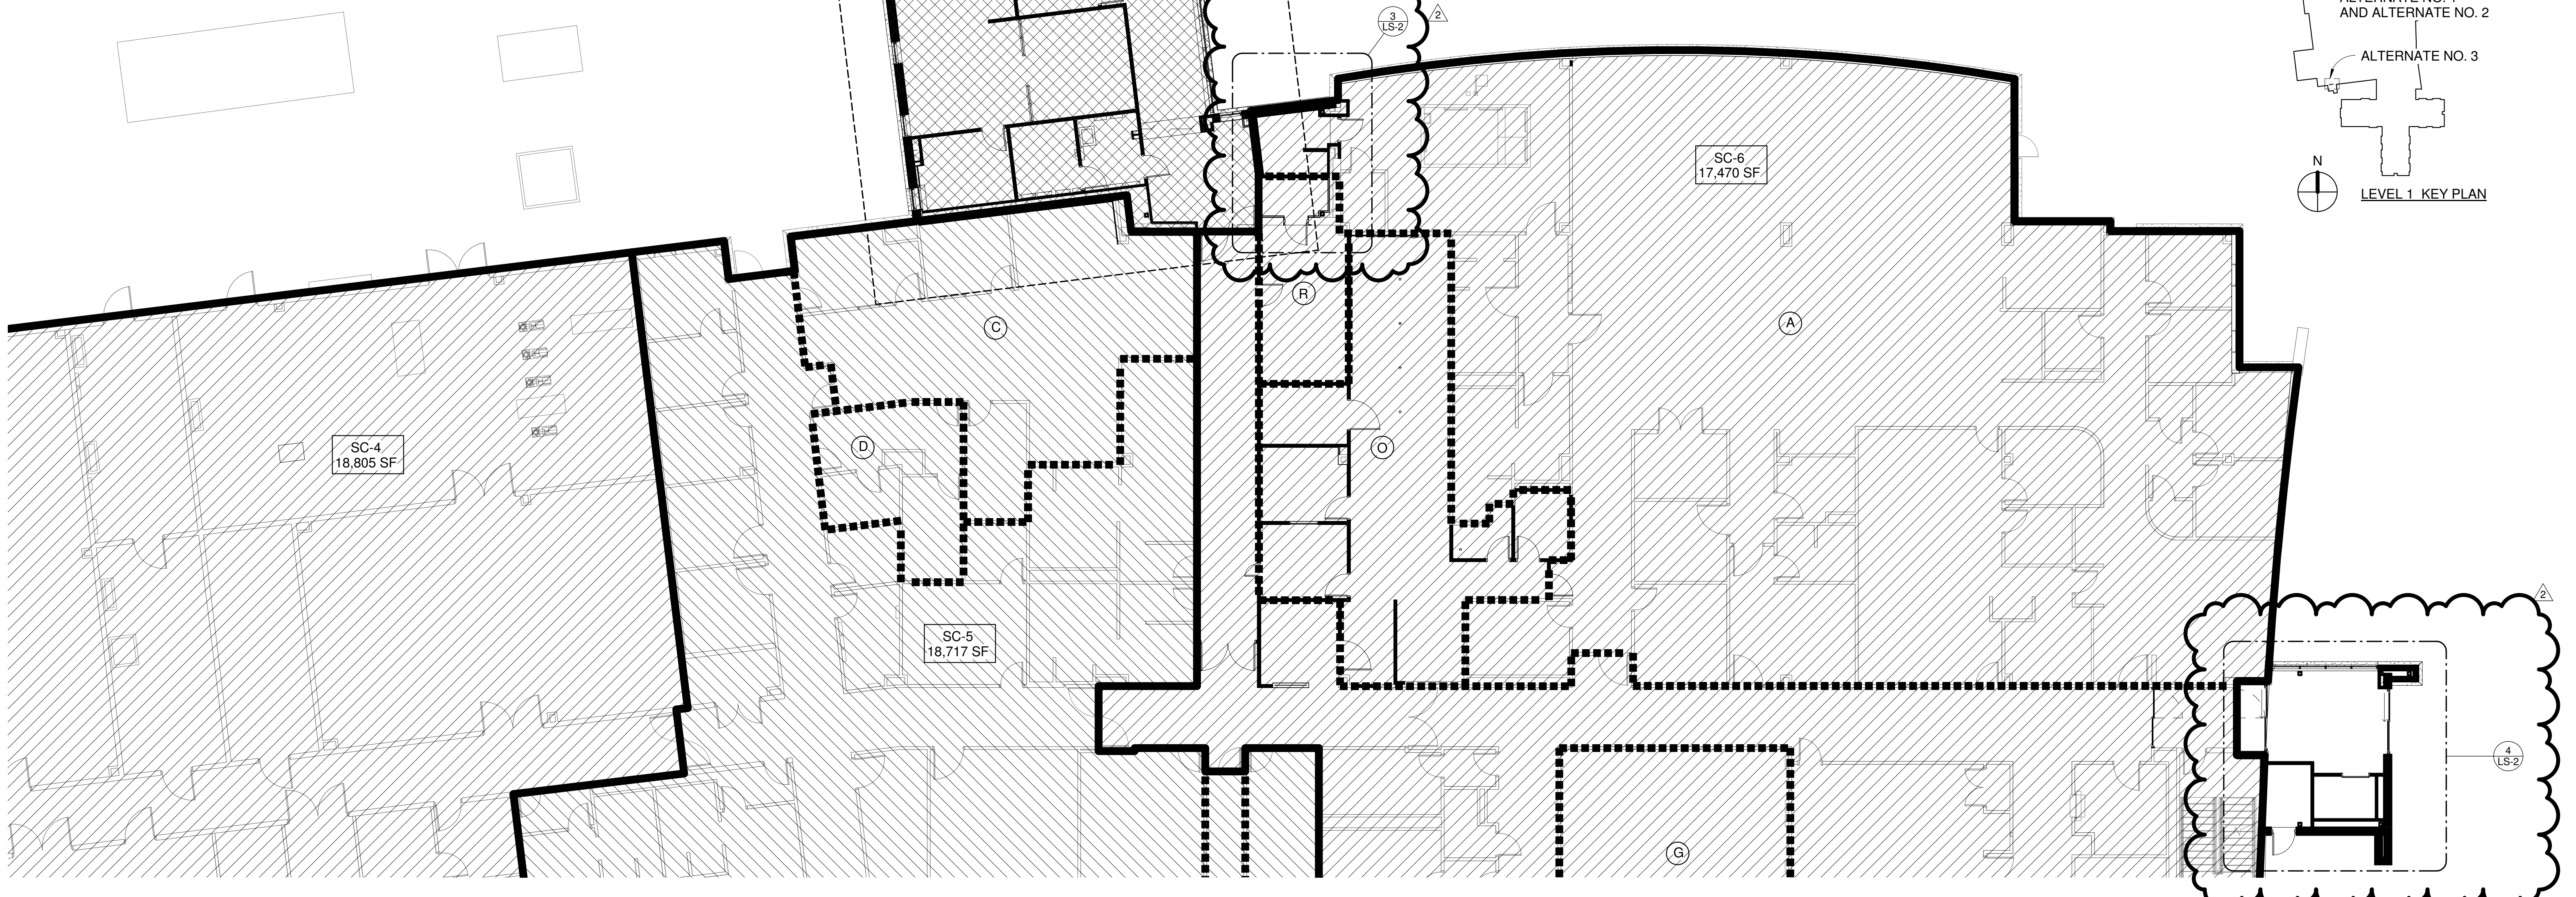 3
LS-2
2
ALTERNATE NO. 1
AND ALTERNATE NO. 2
ALTERNATE NO. 3
N
LEVEL 1 KEY PLAN
SC-6
17,470 SF
R
C
A
D
O
SC-4
18,805 SF
SC-5
18,717 SF
2
4
LS-2
G